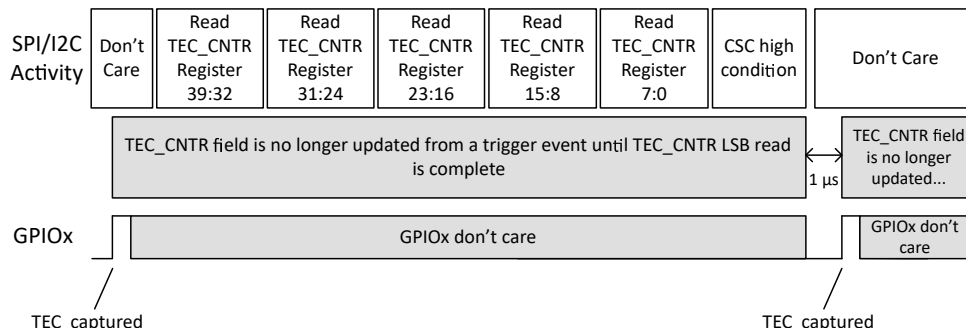 SPI/I2C
Activity
Don't
Care
Read
TEC_CNTR
Register
39:32
Read
TEC_CNTR
Register
31:24
Read
TEC_CNTR
Register
23:16
Read
TEC_CNTR
Register
15:8
Read
TEC_CNTR
Register
7:0
CSC high
condition
Don't Care
TEC_CNTR field is no longer updated from a trigger event until TEC_CNTR LSB read
is complete
1 µs
TEC_CNTR field
is no longer
updated...
GPIOx
GPIOx don't care
GPIOx don't
care
TEC captured
TEC captured